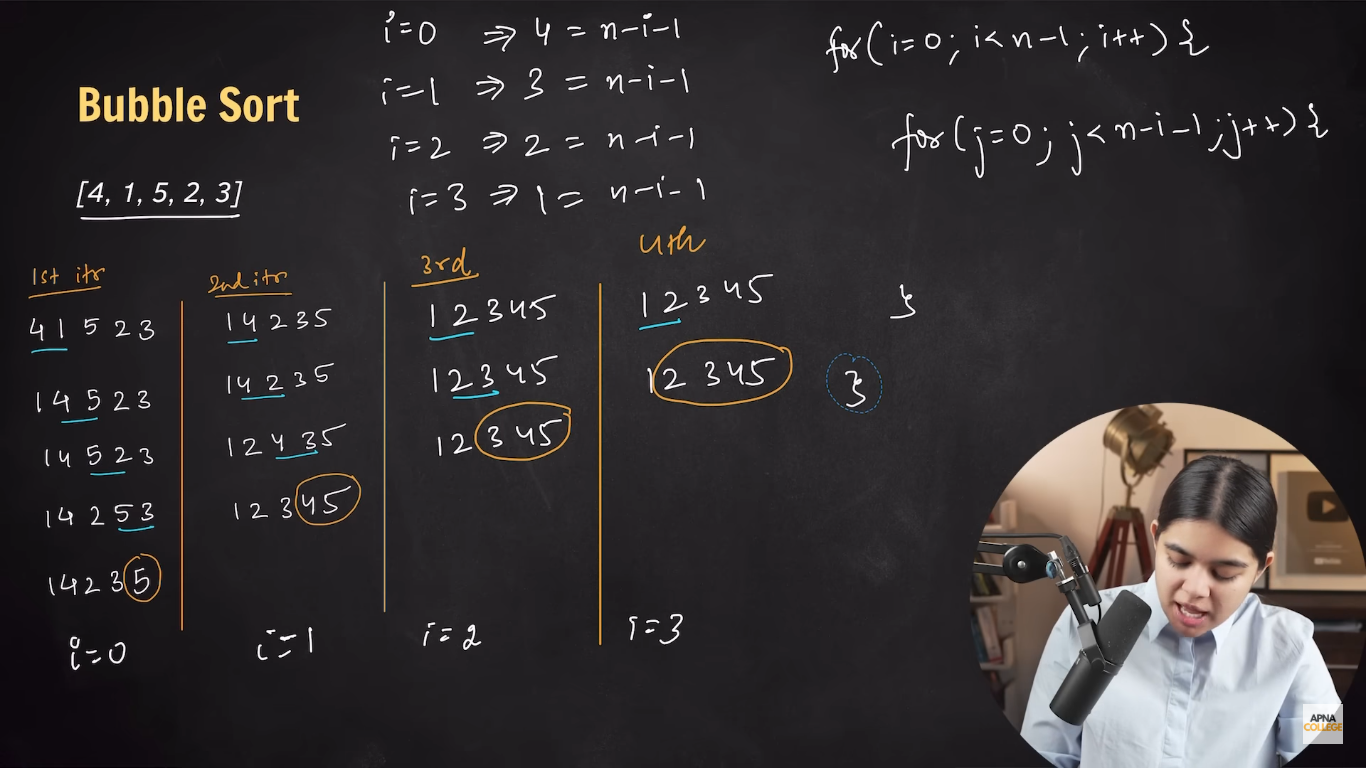 Bubble Sort
[4, 1, 5, 2, 3]
i=0 ⇒ 4 = n-i-1
i=1 ⇒ 3 = n-i-1
i=2 ⇒ 2 = n-i-1
i=3 ⇒ 1 = n-i-1
for(i=0; i<n-1; i++) {
for(j=0; j<n-i-1; j++) {
}
}
1st itr
4 1 5 2 3
1 4 5 2 3
1 4 5 2 3
1 4 2 5 3
1 4 2 3 5
i=0
2nd itr
1 4 2 3 5
1 4 2 3 5
1 2 4 3 5
1 2 3 4 5
i=1
3rd
1 2 3 4 5
1 2 3 4 5
1 2 3 4 5
i=2
4th
1 2 3 4 5
1 2 3 4 5
i=3
APNA
COLLEGE